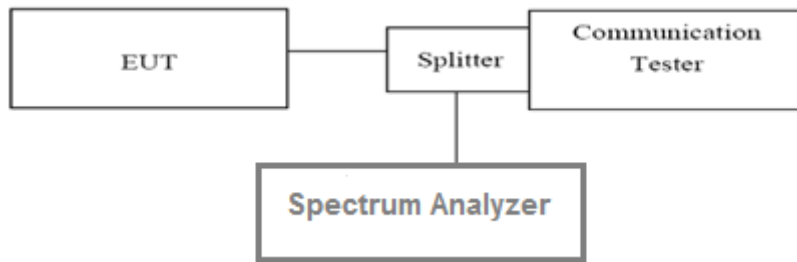 EUT
Splitter
Communication
Tester
Spectrum Analyzer